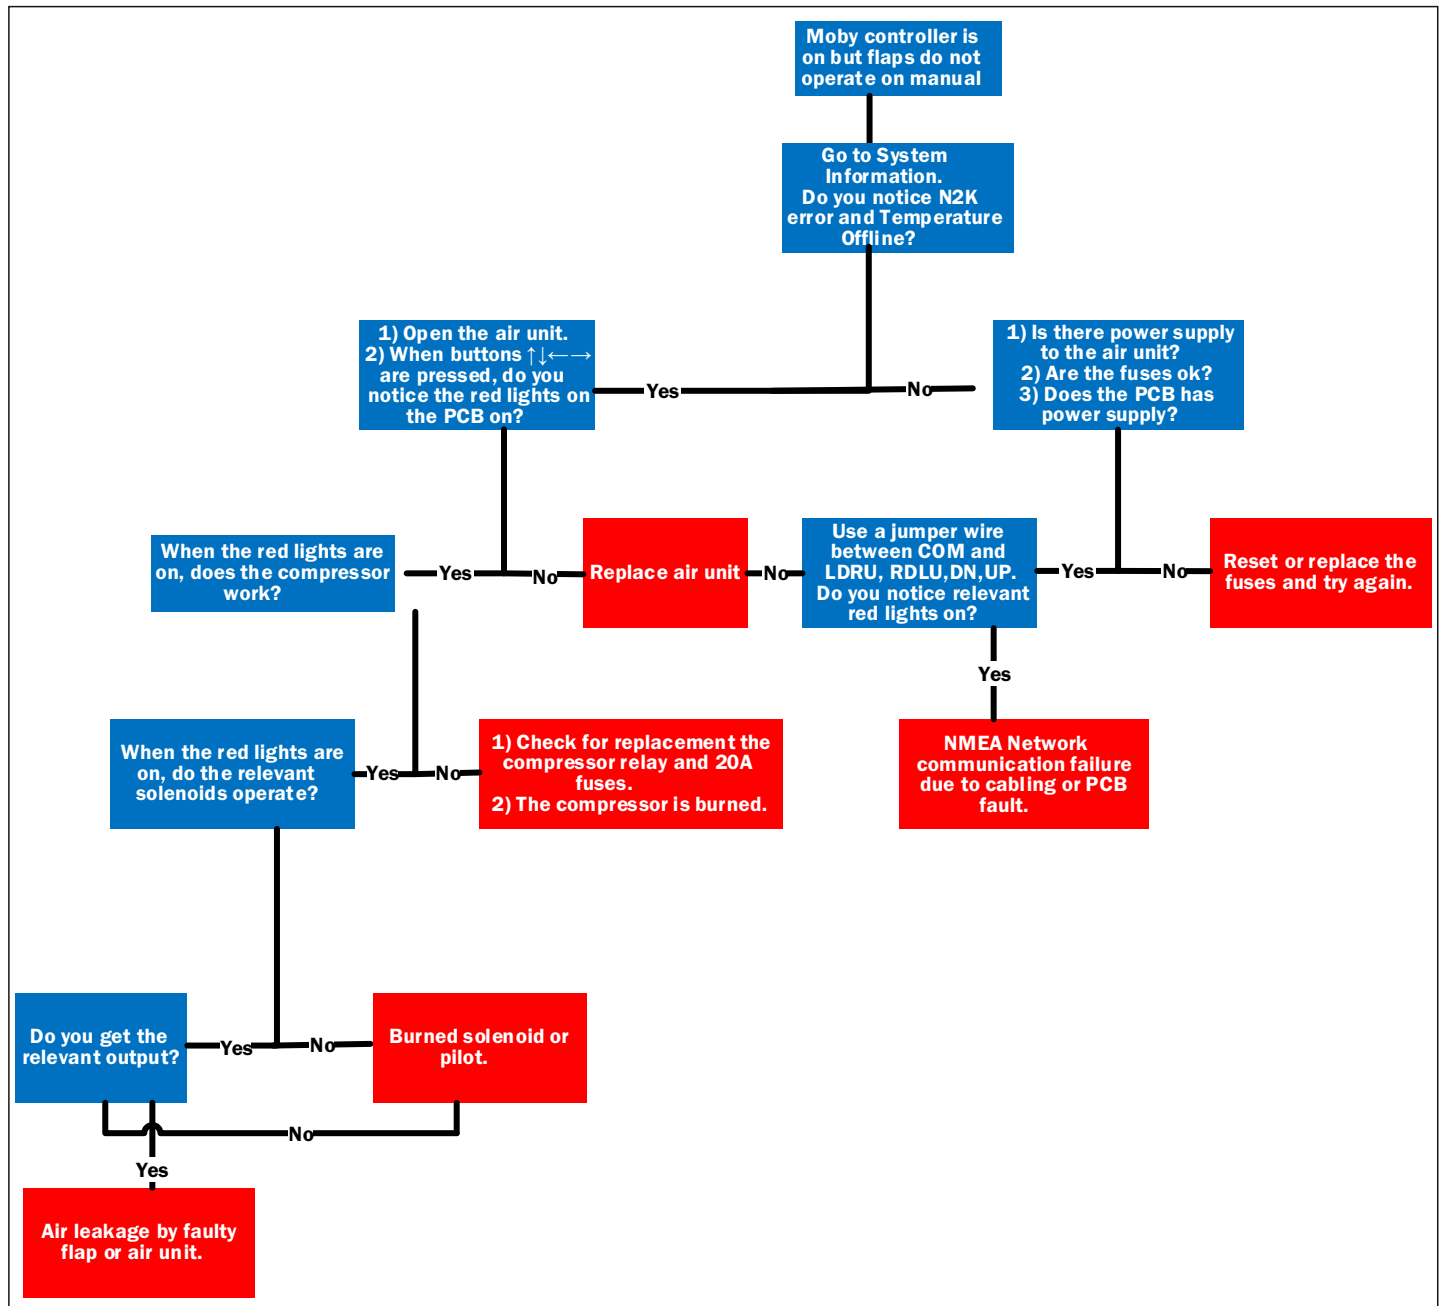 Moby controller is
on but flaps do not
operate on manual
Go to System
Information.
Do you notice N2K
error and Temperature
Offline?
1) Open the air unit.
2) When buttons ↑↓←→
are pressed, do you
notice the red lights on
the PCB on?
Yes
No
1) Is there power supply
to the air unit?
2) Are the fuses ok?
3) Does the PCB has
power supply?
When the red lights are
on, does the compressor
work?
Yes
No
Replace air unit
No
Use a jumper wire
between COM and
LDRU, RDLU,DN,UP.
Do you notice relevant
red lights on?
Yes
No
Reset or replace the
fuses and try again.
Yes
When the red lights are
on, do the relevant
solenoids operate?
Yes
No
1) Check for replacement the
compressor relay and 20A
fuses.
2) The compressor is burned.
NMEA Network
communication failure
due to cabling or PCB
fault.
Do you get the
relevant output?
Yes
No
Burned solenoid or
pilot.
No
Yes
Air leakage by faulty
flap or air unit.